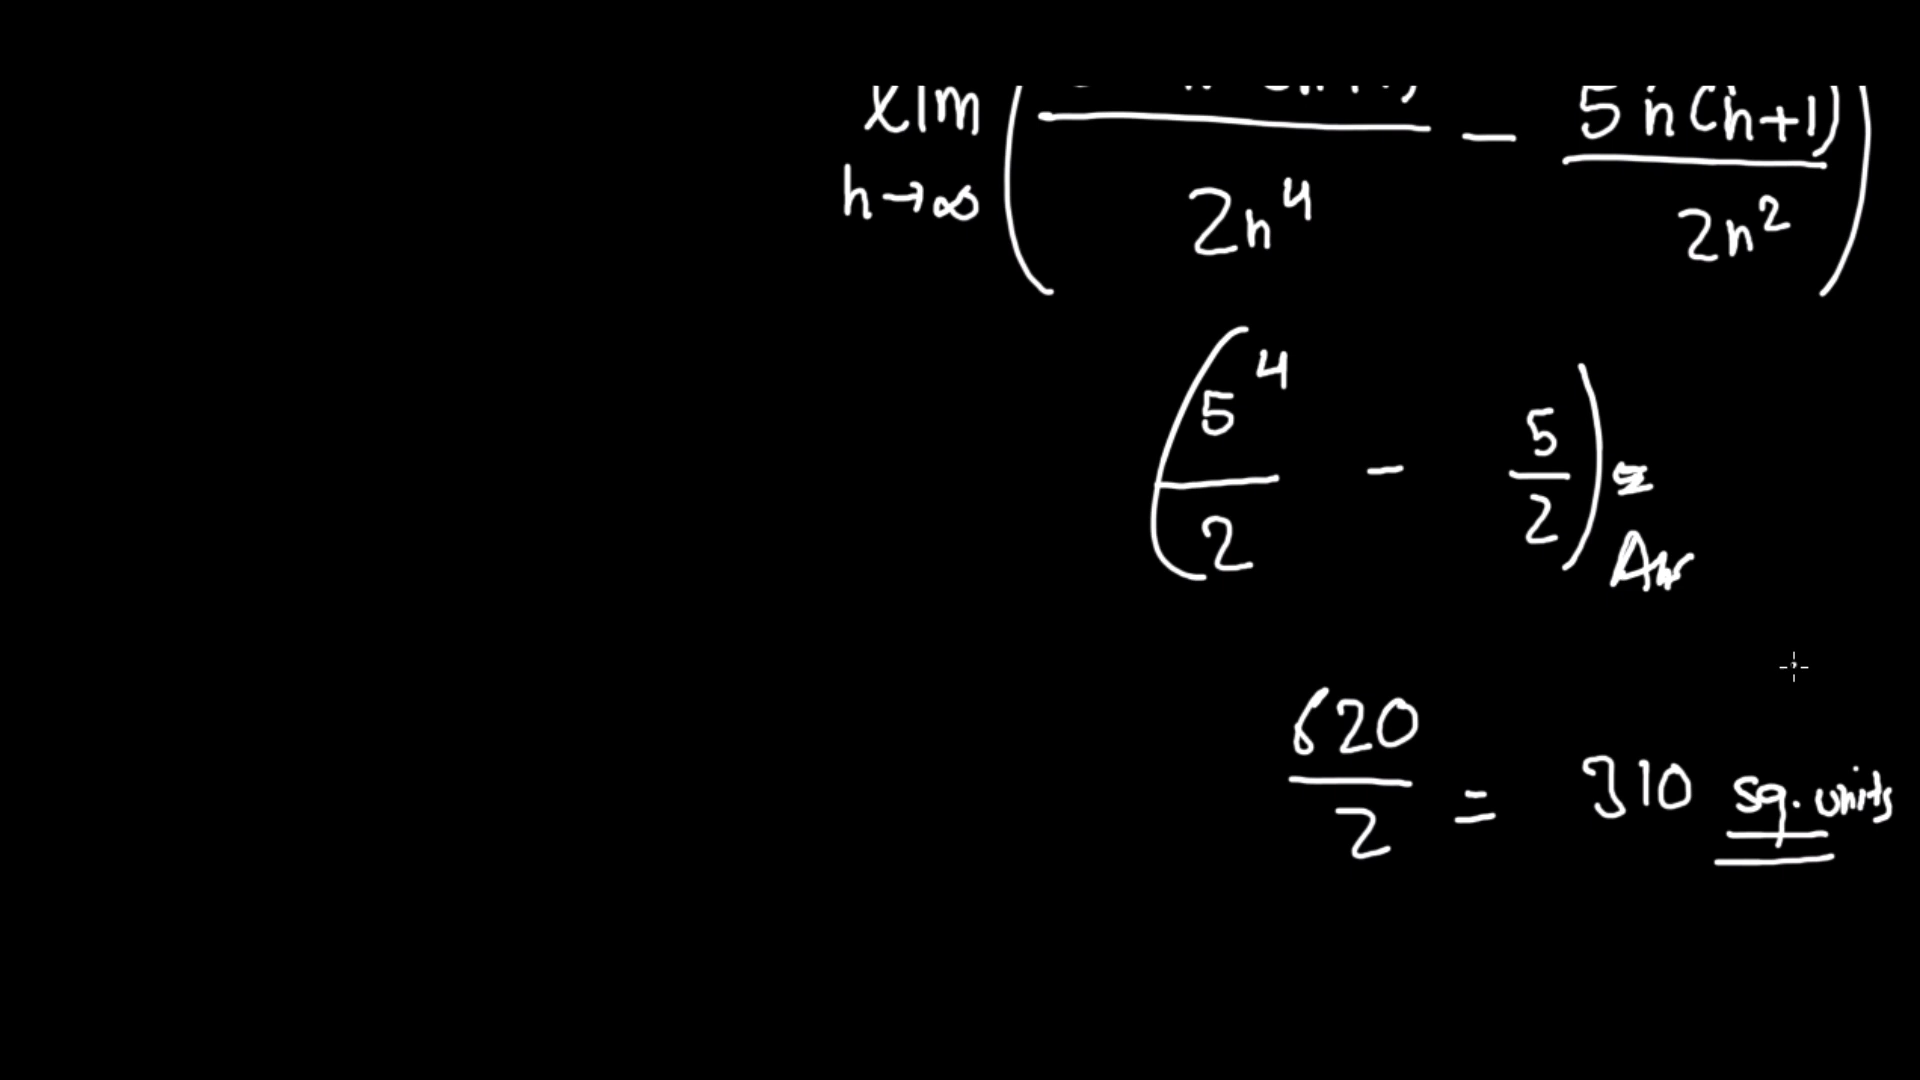 lim ( — 5n(n+1) )
n→∞ 2n⁴ 2n²
( 5⁴/2 - 5/2 ) =
Ans
620/2 = 310 sq. units